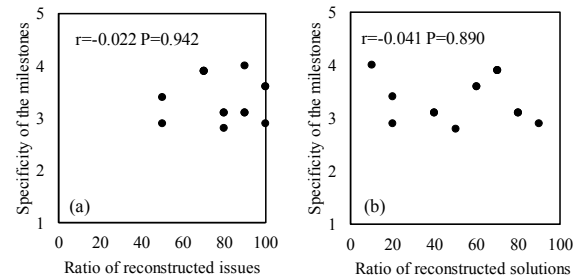 5
4
3
2
1
Specificity of the milestones
r=-0.022 P=0.942
(a)
0 20 40 60 80 100
Ratio of reconstructed issues
5
4
3
2
1
Specificity of the milestones
r=-0.041 P=0.890
(b)
0 20 40 60 80 100
Ratio of reconstructed solutions